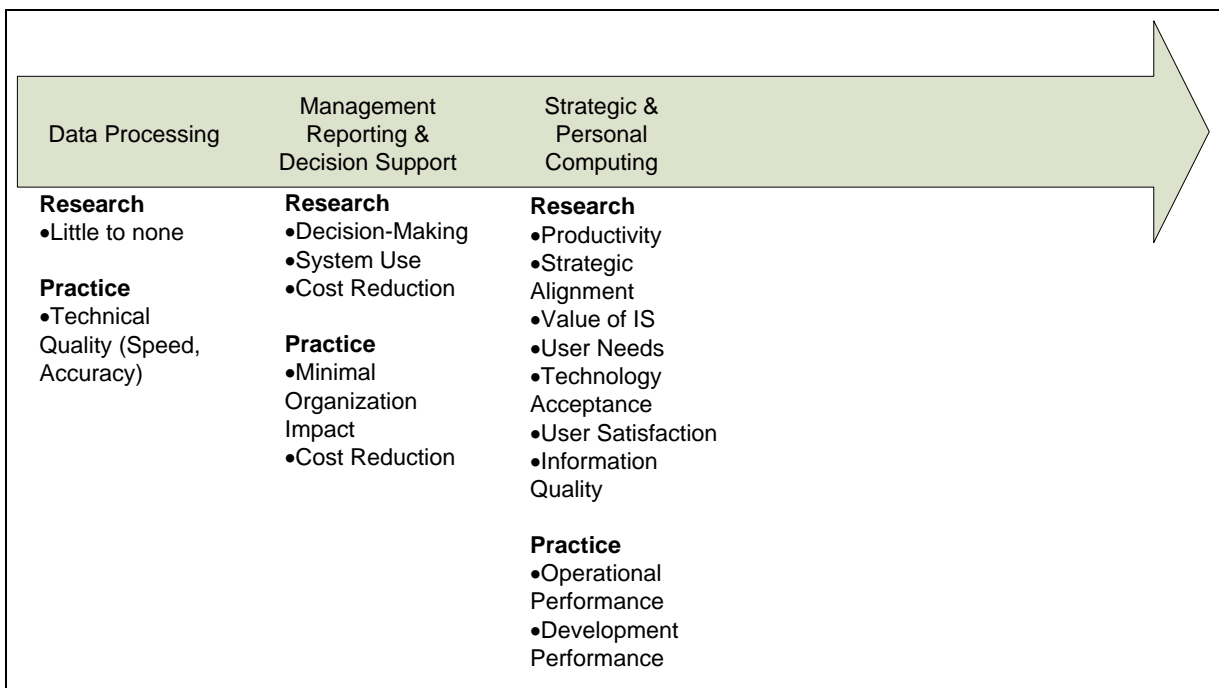 Data Processing
Management
Reporting &
Decision Support
Strategic &
Personal
Computing
Research
•Little to none
Practice
•Technical
Quality (Speed,
Accuracy)
Research
•Decision-Making
•System Use
•Cost Reduction
Practice
•Minimal
Organization
Impact
•Cost Reduction
Research
•Productivity
•Strategic
Alignment
•Value of IS
•User Needs
•Technology
Acceptance
•User Satisfaction
•Information
Quality
Practice
•Operational
Performance
•Development
Performance